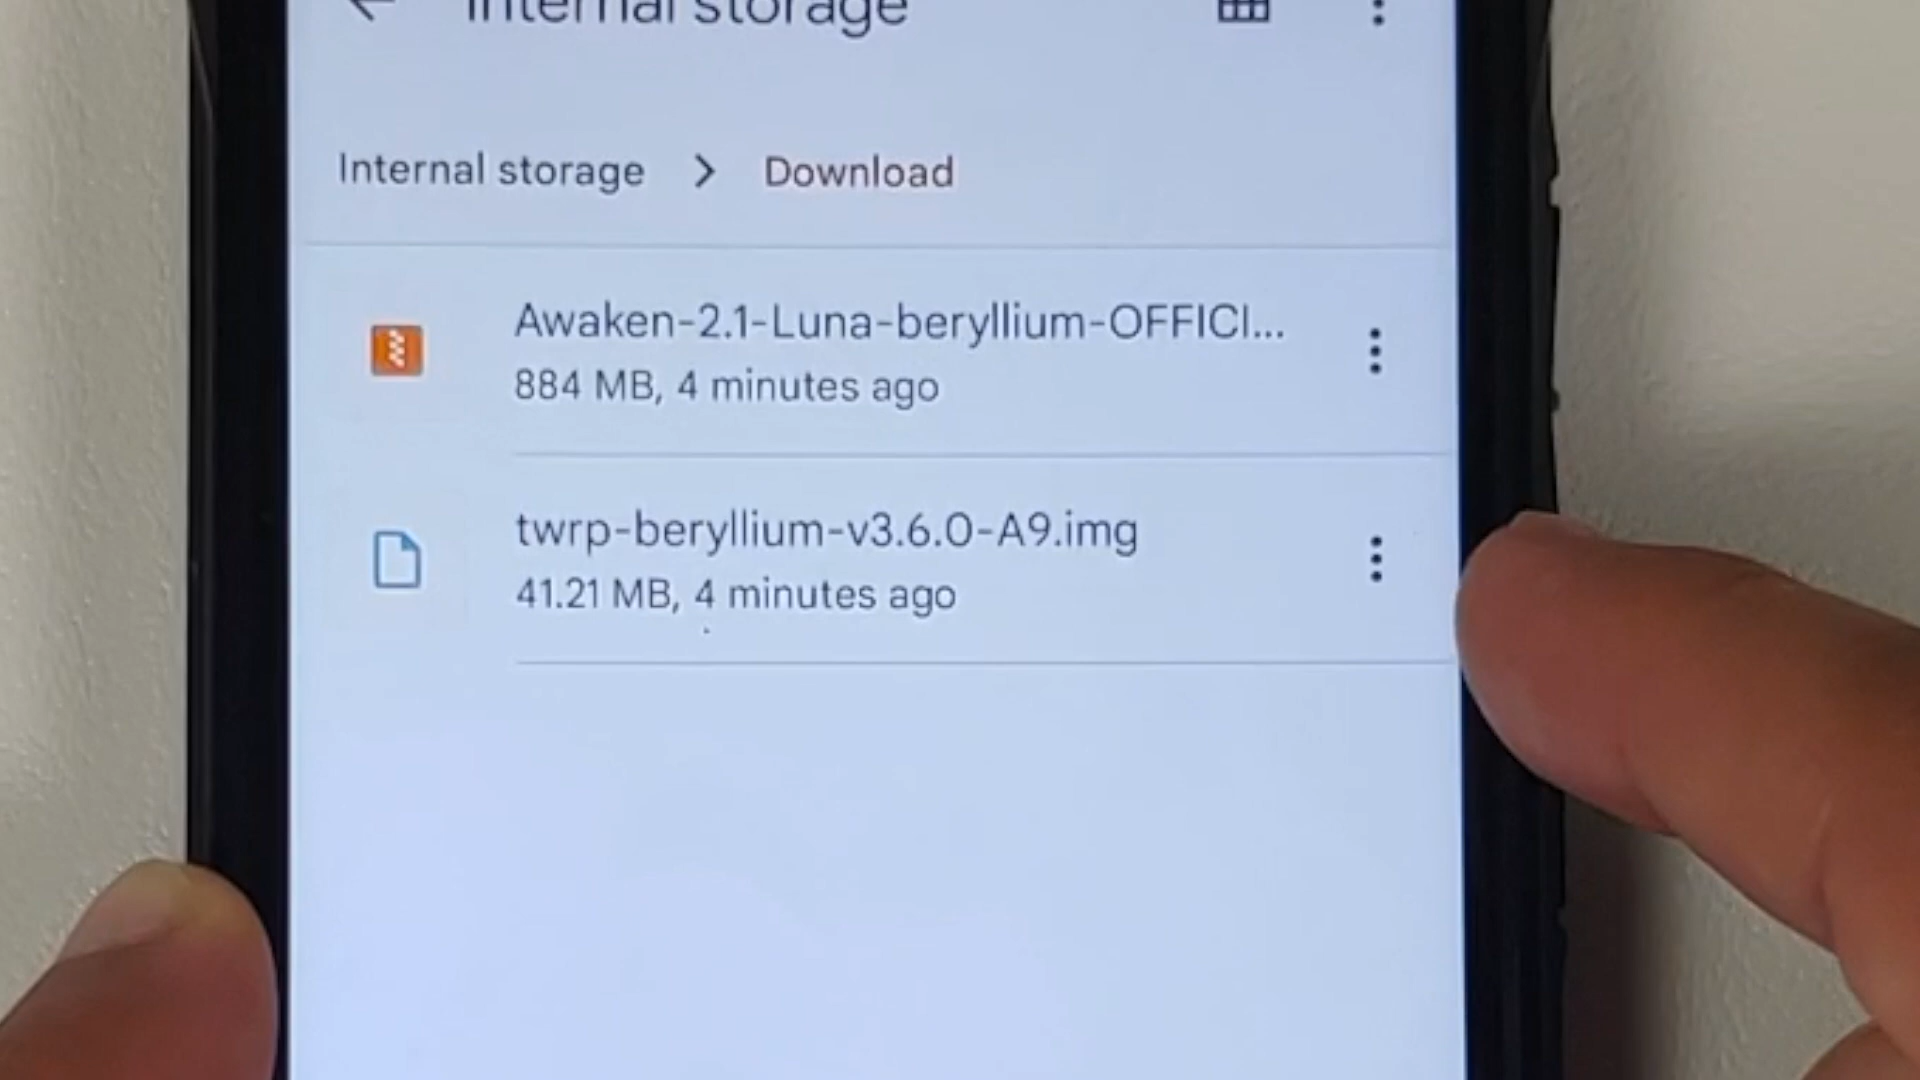 Internal storage
Internal storage > Download
Awaken-2.1-Luna-beryllium-OFFICI...
884 MB, 4 minutes ago
twrp-beryllium-v3.6.0-A9.img
41.21 MB, 4 minutes ago